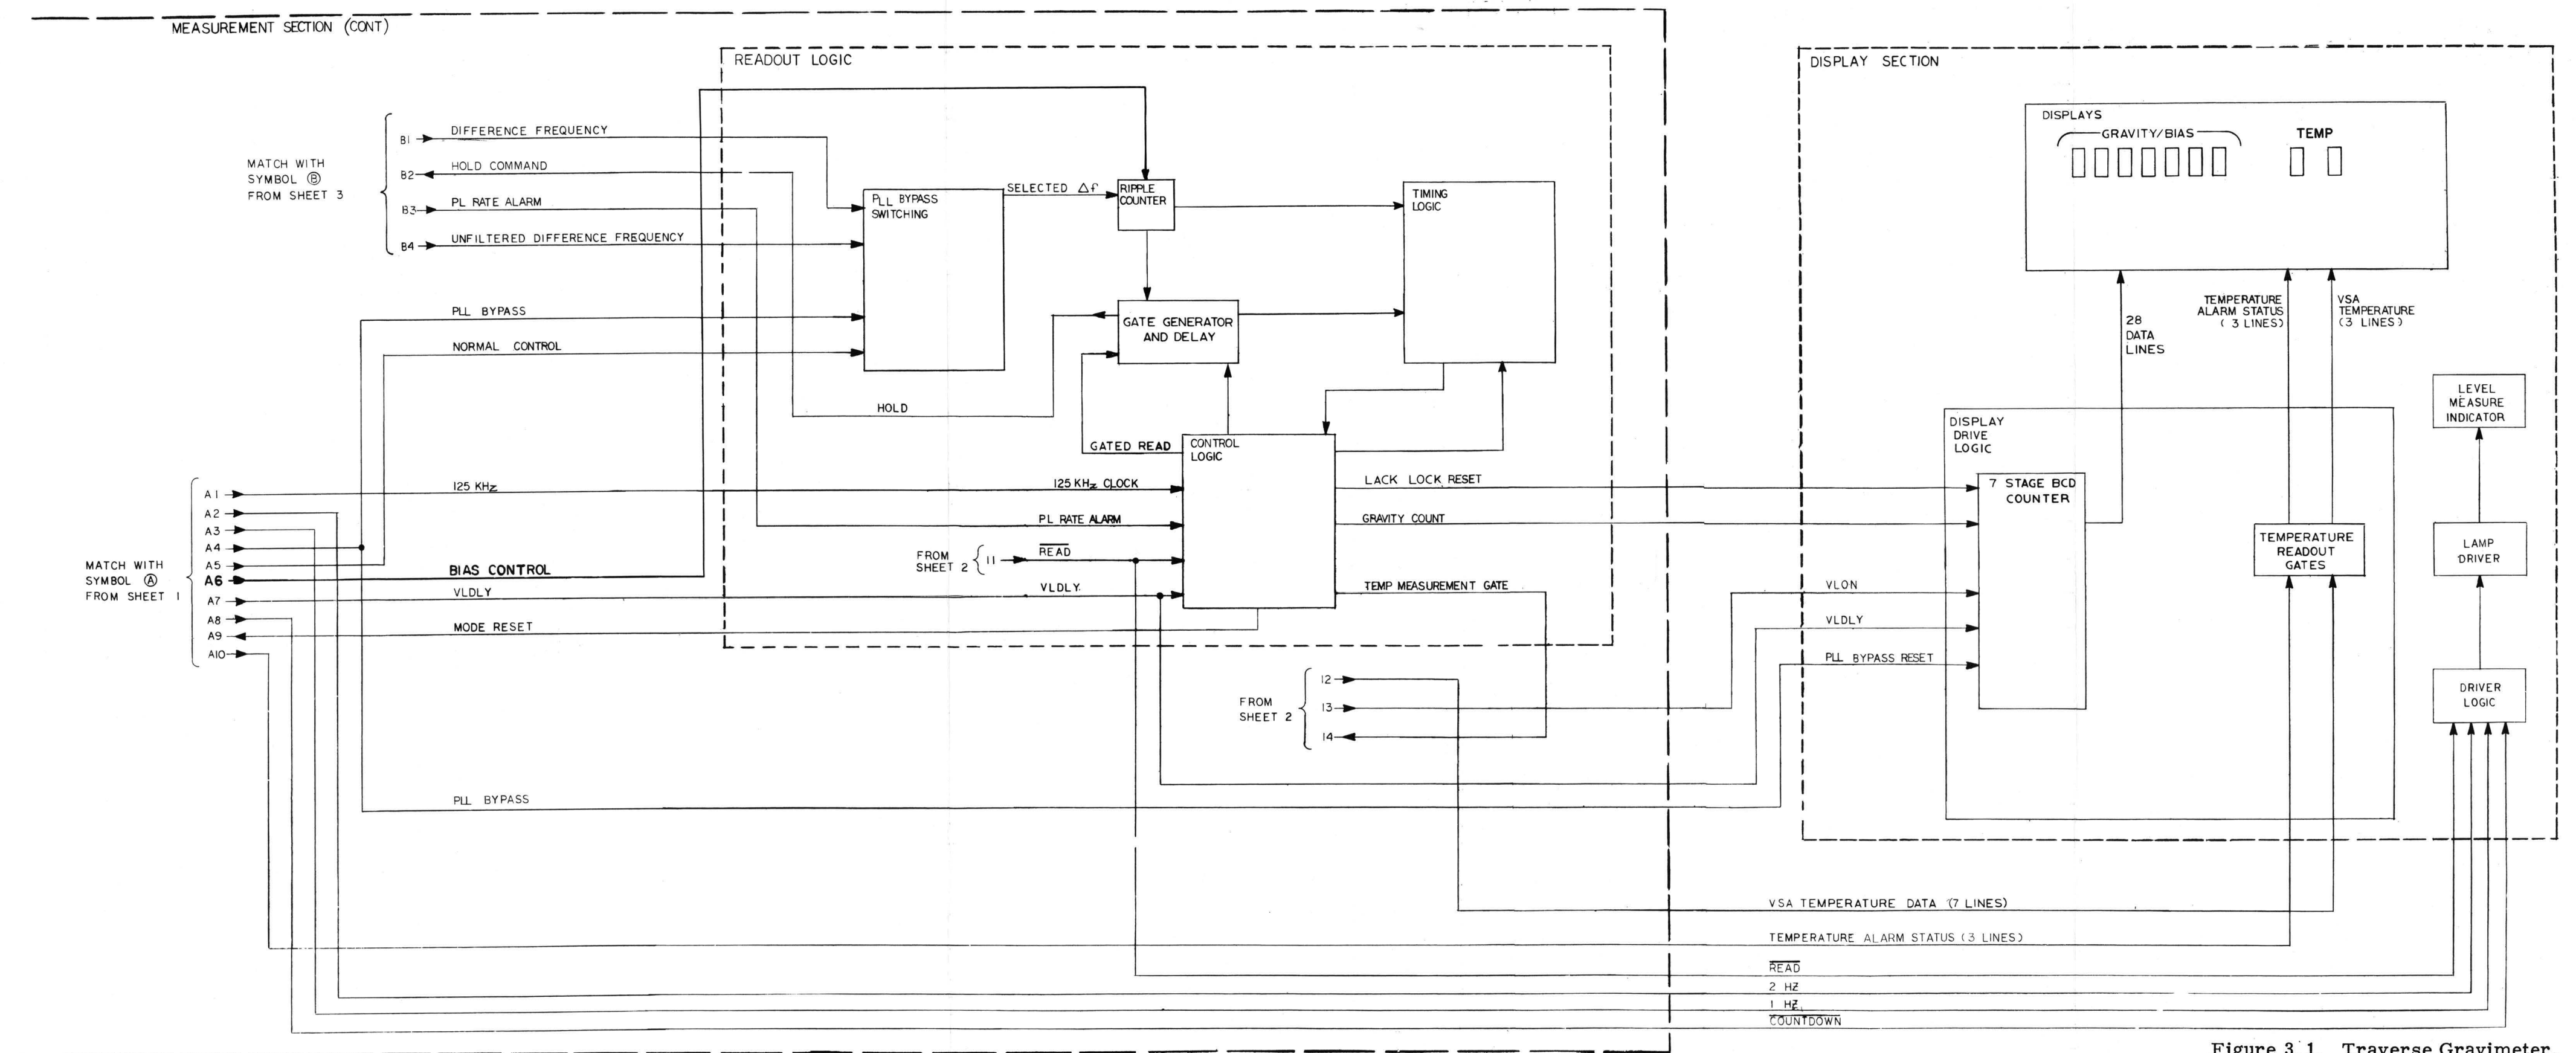 MEASUREMENT SECTION (CONT)
READOUT LOGIC
DISPLAY SECTION
DISPLAYS
GRAVITY/BIAS
TEMP
MATCH WITH
SYMBOL Ⓑ
FROM SHEET 3
B1
DIFFERENCE FREQUENCY
B2
HOLD COMMAND
B3
PL RATE ALARM
B4
UNFILTERED DIFFERENCE FREQUENCY
PLL BYPASS
SWITCHING
SELECTED Δf
RIPPLE
COUNTER
TIMING
LOGIC
PLL BYPASS
NORMAL CONTROL
GATE GENERATOR
AND DELAY
HOLD
GATED READ
CONTROL
LOGIC
TEMPERATURE
ALARM STATUS
(3 LINES)
VSA
TEMPERATURE
(3 LINES)
28
DATA
LINES
LEVEL
MEASURE
INDICATOR
DISPLAY
DRIVE
LOGIC
7 STAGE BCD
COUNTER
TEMPERATURE
READOUT
GATES
LAMP
DRIVER
DRIVER
LOGIC
MATCH WITH
SYMBOL Ⓐ
FROM SHEET 1
A1
A2
A3
A4
A5
A6
A7
A8
A9
A10
125 KHz
125 KHz CLOCK
PL RATE ALARM
FROM
SHEET 2
11
READ
BIAS CONTROL
VLDLY
VLDLY
MODE RESET
LACK LOCK RESET
GRAVITY COUNT
TEMP MEASUREMENT GATE
VLON
VLDLY
PLL BYPASS RESET
FROM
SHEET 2
12
13
14
PLL BYPASS
VSA TEMPERATURE DATA (7 LINES)
TEMPERATURE ALARM STATUS (3 LINES)
READ
2 HZ
1 HZ
COUNTDOWN
Figure 3.1 Traverse Gravimeter